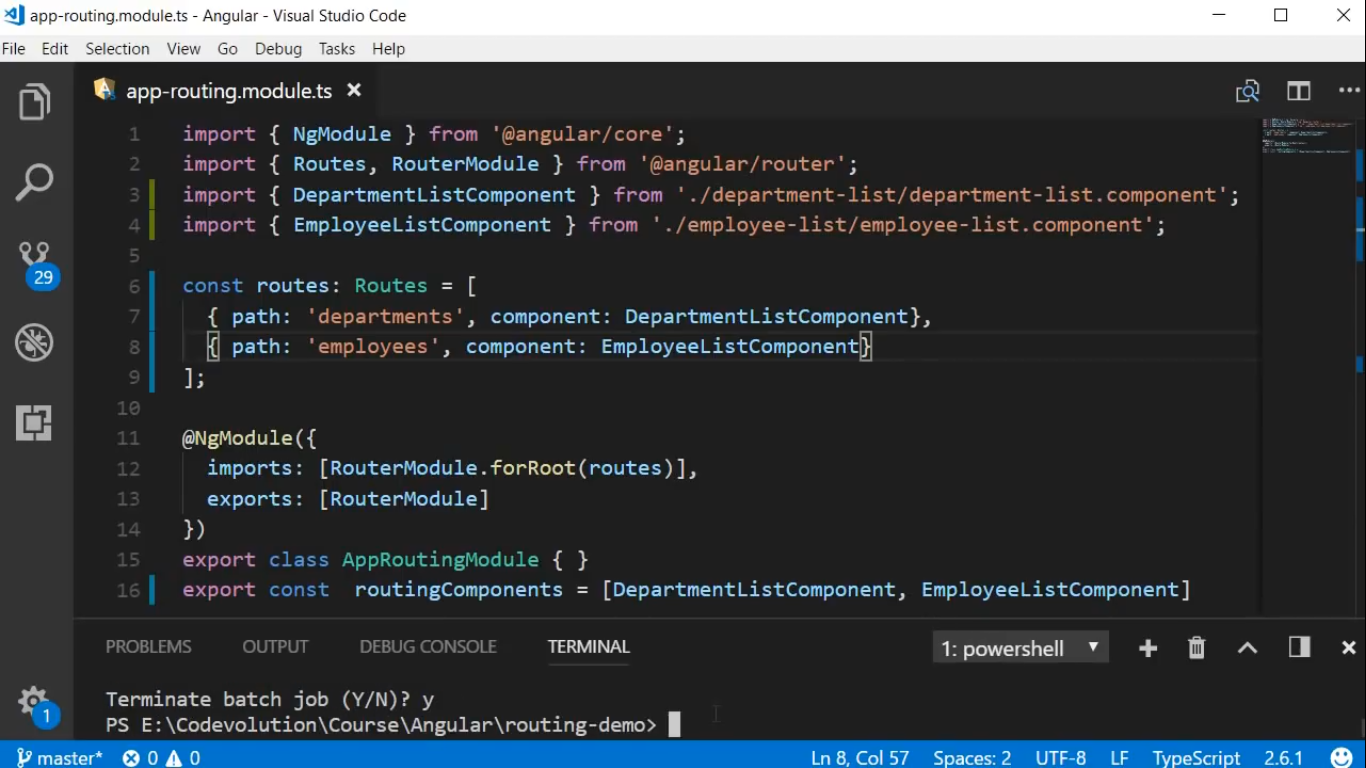 app-routing.module.ts - Angular - Visual Studio Code
File Edit Selection View Go Debug Tasks Help
app-routing.module.ts
1 import { NgModule } from '@angular/core';
2 import { Routes, RouterModule } from '@angular/router';
3 import { DepartmentListComponent } from './department-list/department-list.component';
4 import { EmployeeListComponent } from './employee-list/employee-list.component';
5
6 const routes: Routes = [
7 { path: 'departments', component: DepartmentListComponent},
8 { path: 'employees', component: EmployeeListComponent}
9 ];
10
11 @NgModule({
12 imports: [RouterModule.forRoot(routes)],
13 exports: [RouterModule]
14 })
15 export class AppRoutingModule { }
16 export const  routingComponents = [DepartmentListComponent, EmployeeListComponent]
29
1
PROBLEMS OUTPUT DEBUG CONSOLE TERMINAL 1: powershell
Terminate batch job (Y/N)? y
PS E:\Codevolution\Course\Angular\routing-demo>
master* 0 0 Ln 8, Col 57 Spaces: 2 UTF-8 LF TypeScript 2.6.1